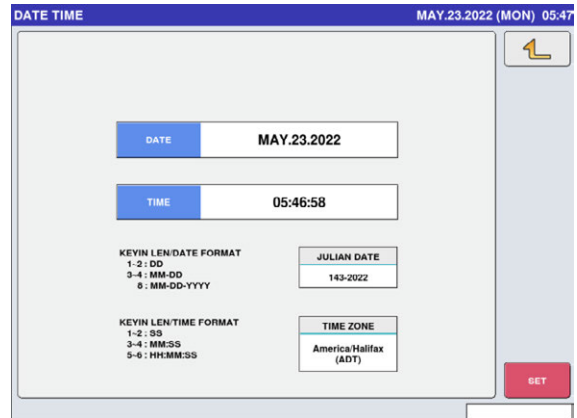 DATE TIME
MAY.23.2022 (MON) 05:47
DATE
MAY.23.2022
TIME
05:46:58
KEYIN LEN/DATE FORMAT
1~2 : DD
3~4 : MM-DD
8 : MM-DD-YYYY
JULIAN DATE
143-2022
KEYIN LEN/TIME FORMAT
1~2 : SS
3~4 : MM:SS
5~6 : HH:MM:SS
TIME ZONE
America/Halifax
(ADT)
SET